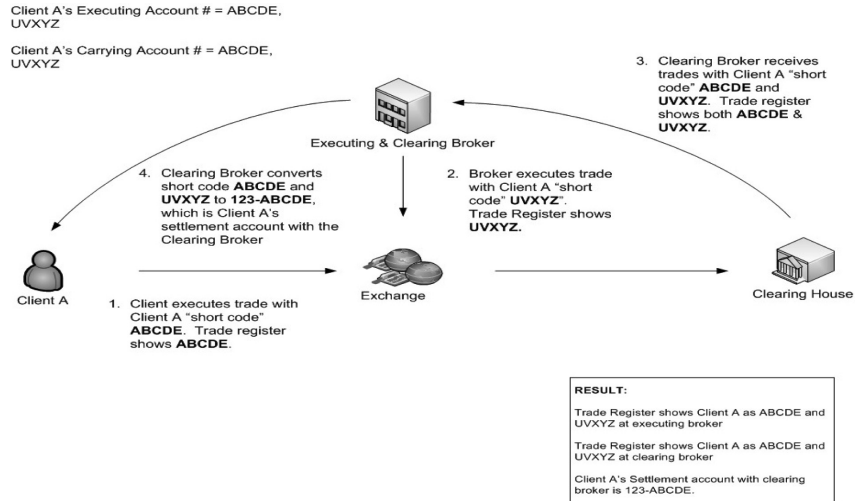 Client A's Executing Account # = ABCDE,
UVXYZ
Client A's Carrying Account # = ABCDE,
UVXYZ
3. Clearing Broker receives
trades with Client A "short
code" ABCDE and
UVXYZ. Trade register
shows both ABCDE &
UVXYZ.
Executing & Clearing Broker
4. Clearing Broker converts
short code ABCDE and
UVXYZ to 123-ABCDE,
which is Client A's
settlement account with the
Clearing Broker
2. Broker executes trade
with Client A "short
code" UVXYZ".
Trade Register shows
UVXYZ.
Client A
Exchange
Clearing House
1. Client executes trade with
Client A "short code"
ABCDE. Trade register
shows ABCDE.
RESULT:
Trade Register shows Client A as ABCDE and
UVXYZ at executing broker
Trade Register shows Client A as ABCDE and
UVXYZ at clearing broker
Client A's Settlement account with clearing
broker is 123-ABCDE.